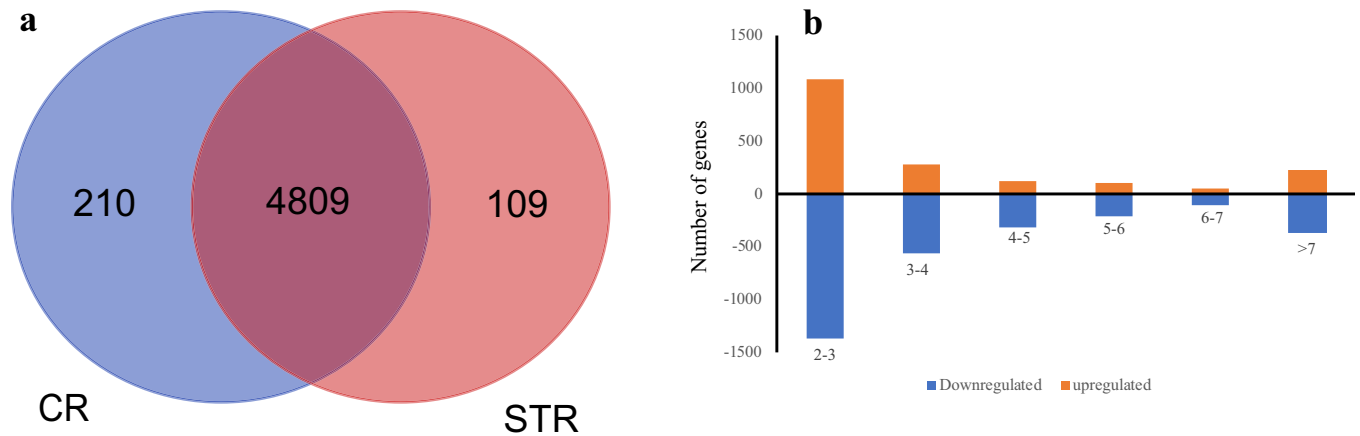 a
210
4809
109
CR
STR
b
Number of genes
1500
1000
500
0
-500
-1000
-1500
2-3
3-4
4-5
5-6
6-7
>7
Downregulated
upregulated